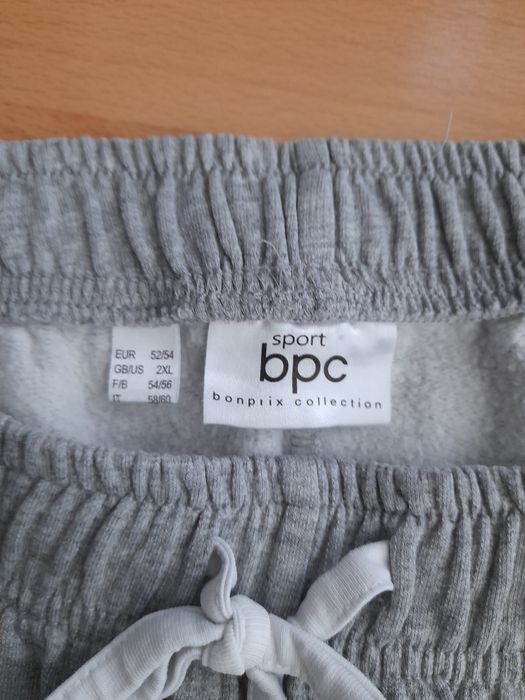 EUR 52/54
GB/US 2XL
F/B 54/56
IT 58/60
sport
bpc
bonprix collection